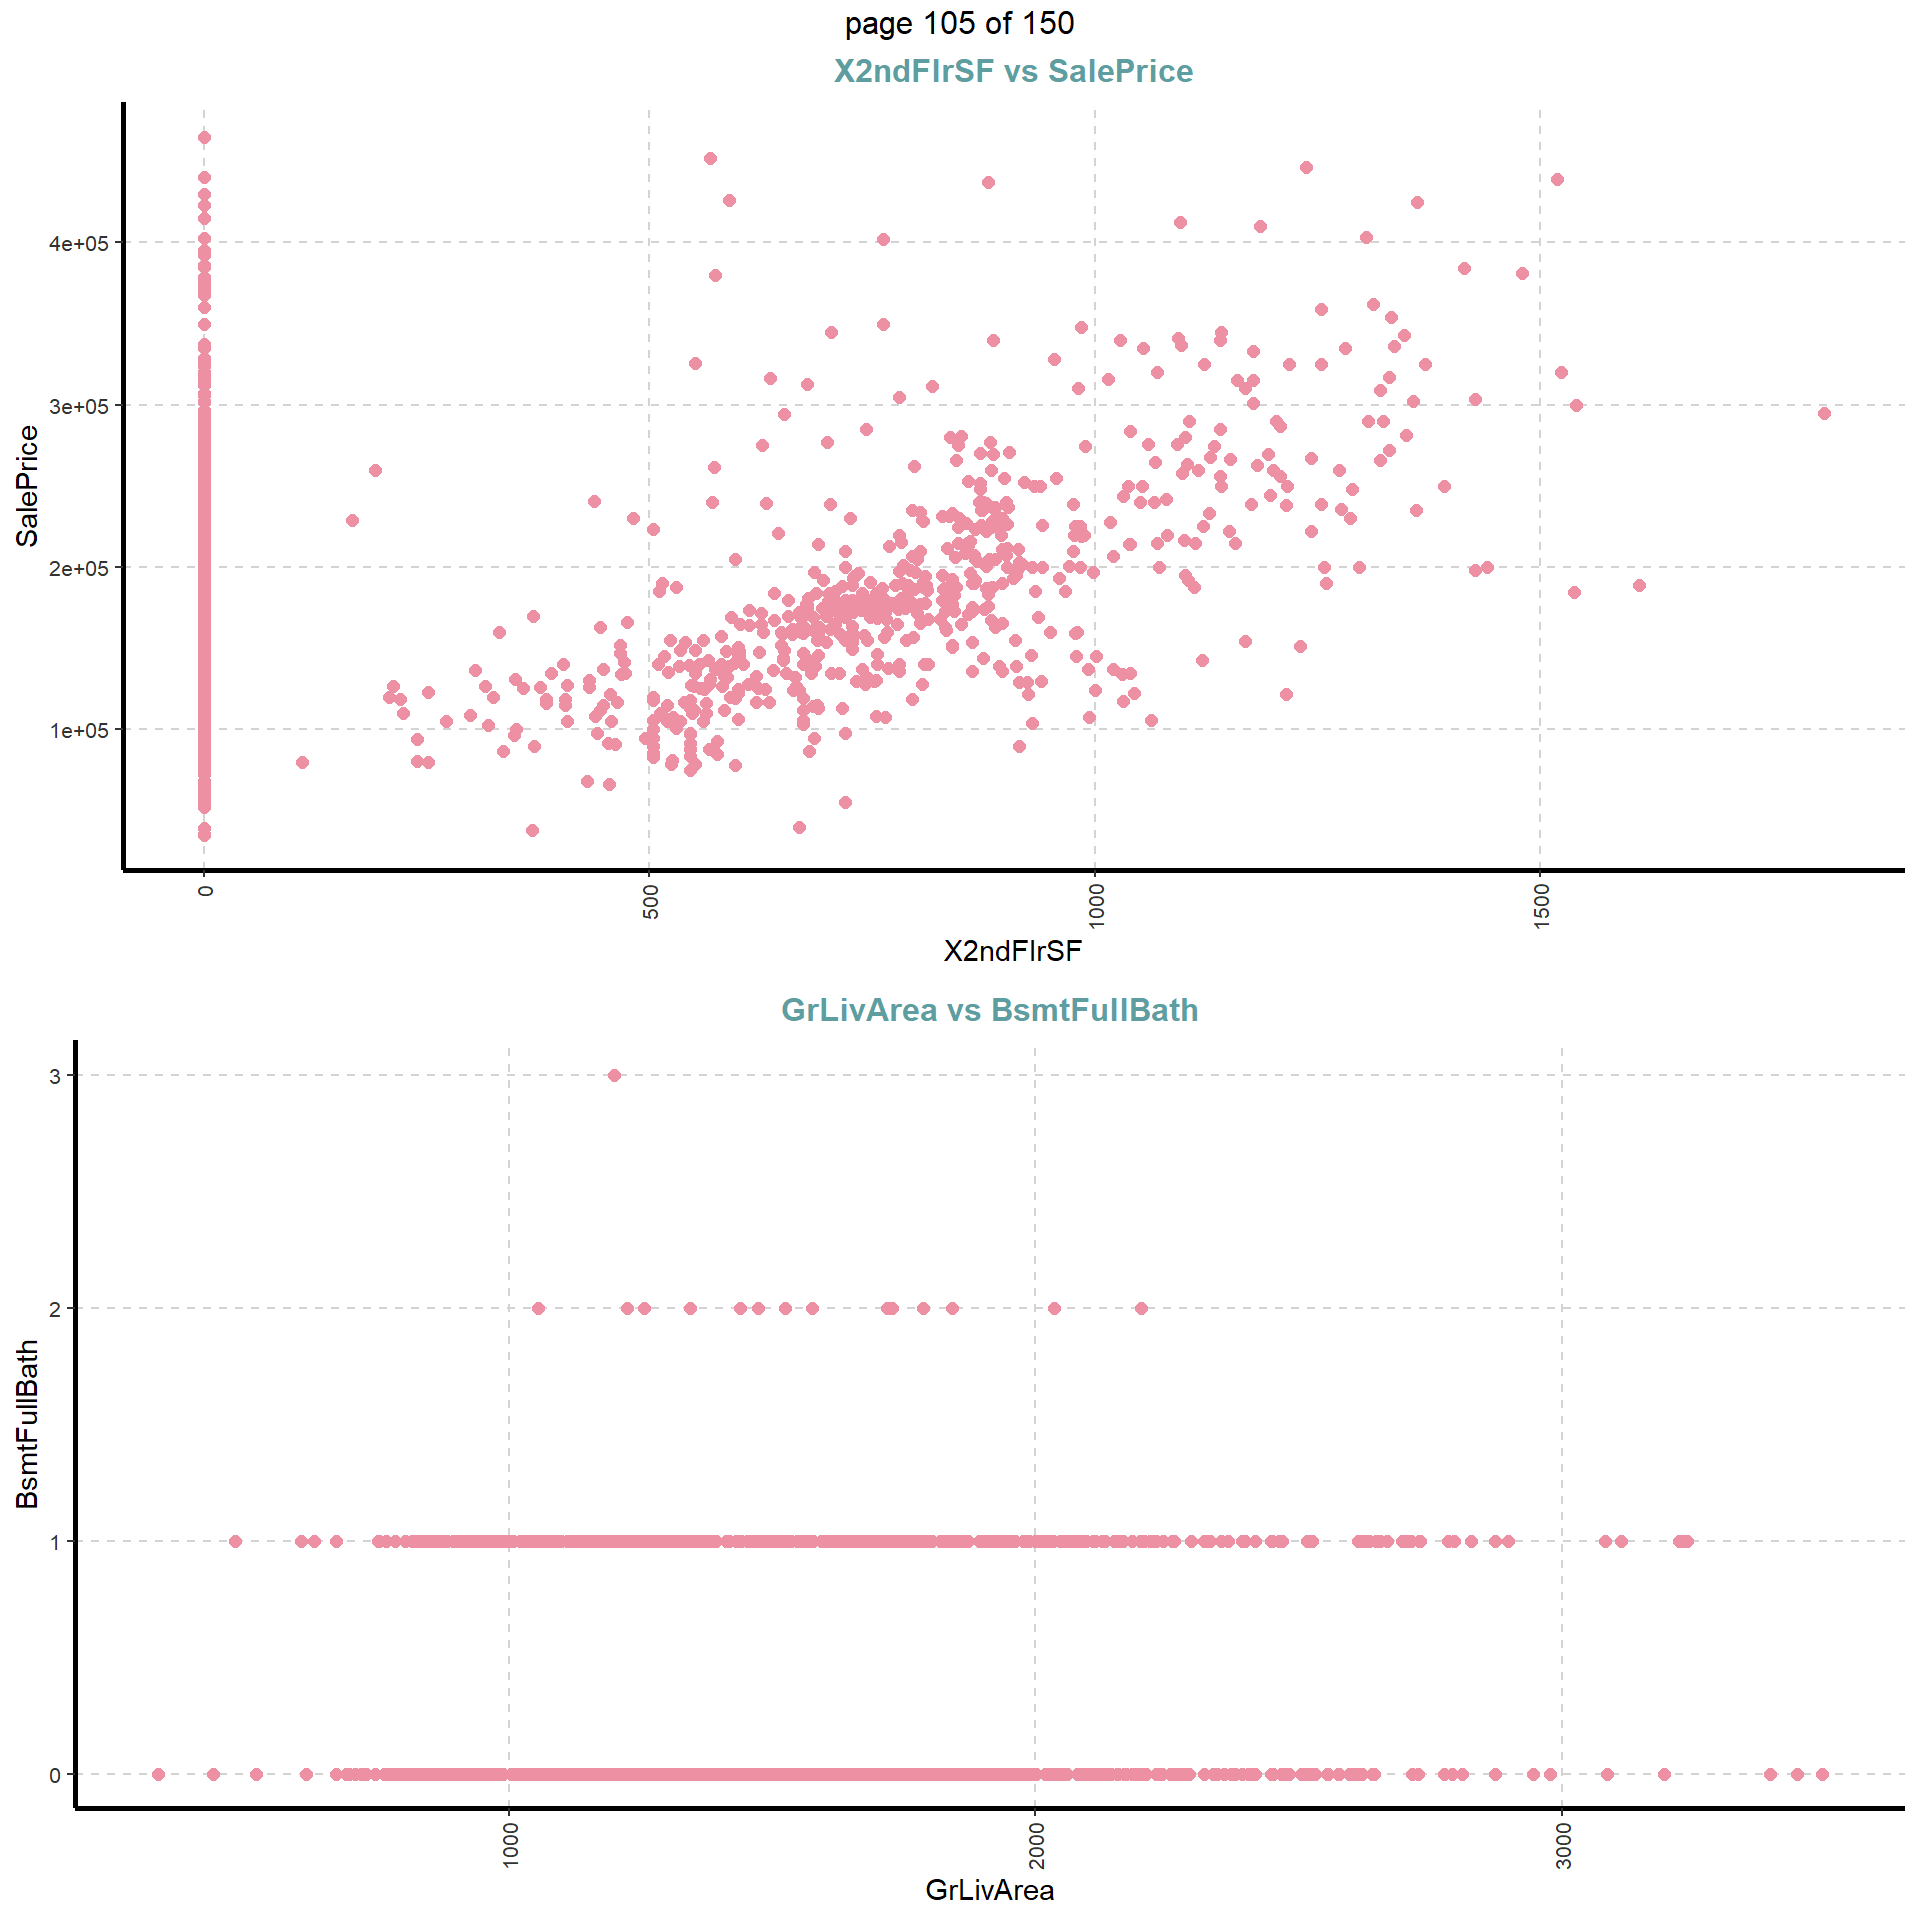 page 105 of 150
X2ndFlrSF vs SalePrice
4e+05
3e+05
2e+05
1e+05
SalePrice
0
500
1000
1500
X2ndFlrSF
GrLivArea vs BsmtFullBath
3
2
1
0
BsmtFullBath
1000
2000
3000
GrLivArea